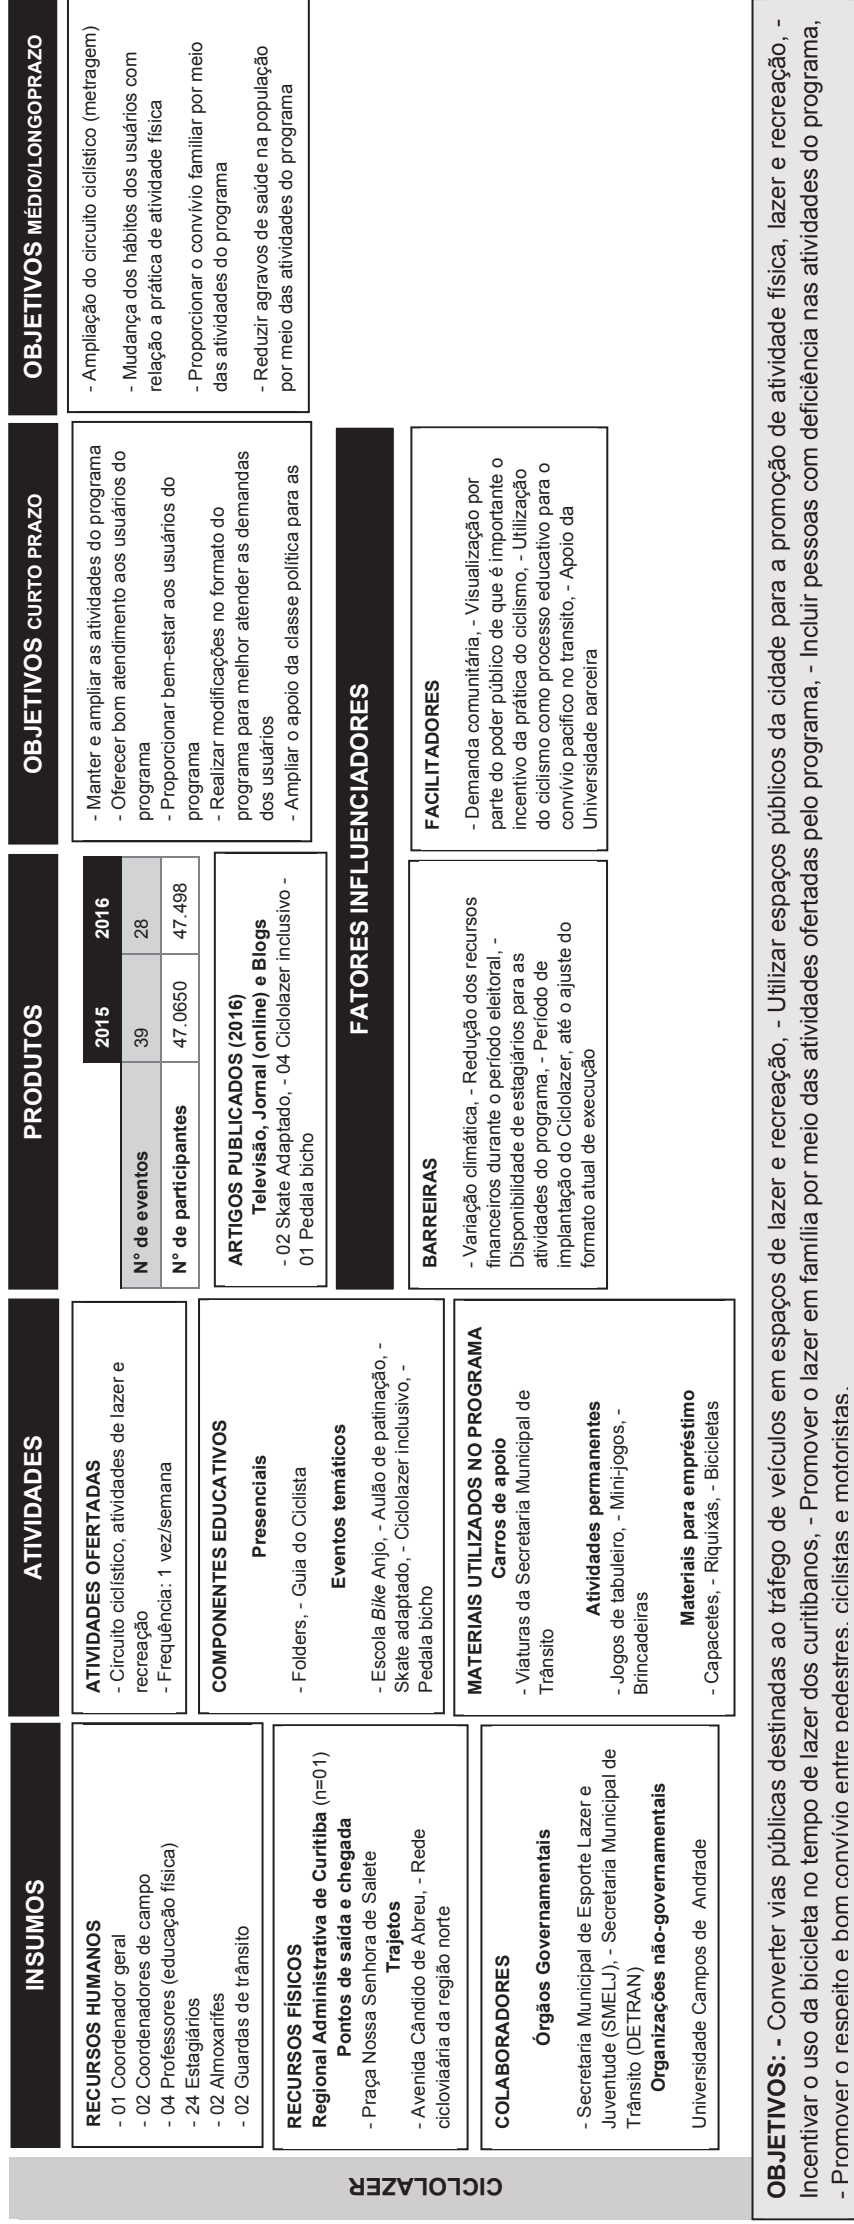 CICLOLAZER
INSUMOS
RECURSOS HUMANOS
- 01 Coordenador geral
- 02 Coordenadores de campo
- 04 Professores (educação física)
- 24 Estagiários
- 02 Almoxarifes
- 02 Guardas de trânsito
RECURSOS FÍSICOS
Regional Administrativa de Curitiba (n=01)
Pontos de saída e chegada
- Praça Nossa Senhora de Salete
Trajetos
- Avenida Cândido de Abreu, - Rede
cicloviaária da região norte
COLABORADORES
Órgãos Governamentais
- Secretaria Municipal de Esporte Lazer e
Juventude (SMELJ), - Secretaria Municipal de
Trânsito (DETRAN)
Organizações não-governamentais
Universidade Campos de Andrade
ATIVIDADES
ATIVIDADES OFERTADAS
- Circuito ciclístico, atividades de lazer e
recreação
- Frequência: 1 vez/semana
COMPONENTES EDUCATIVOS
Presenciais
- Folders, - Guia do Ciclista
Eventos temáticos
- Escola Bike Anjo, - Aulão de patinação, -
Skate adaptado, - Ciclolazer inclusivo, -
Pedala bicho
MATERIAIS UTILIZADOS NO PROGRAMA
Carros de apoio
- Viaturas da Secretaria Municipal de
Trânsito
Atividades permanentes
- Jogos de tabuleiro, - Mini-jogos, -
Brincadeiras
Materiais para empréstimo
- Capacetes, - Riquixás, - Bicicletas
PRODUTOS
2015 2016
N° de eventos 39 28
N° de participantes 47.0650 47.498
ARTIGOS PUBLICADOS (2016)
Televisão, Jornal (online) e Blogs
- 02 Skate Adaptado, - 04 Ciclolazer inclusivo -
01 Pedala bicho
OBJETIVOS CURTO PRAZO
- Manter e ampliar as atividades do programa
- Oferecer bom atendimento aos usuários do
programa
- Proporcionar bem-estar aos usuários do
programa
- Realizar modificações no formato do
programa para melhor atender as demandas
dos usuários
- Ampliar o apoio da classe política para as
OBJETIVOS MÉDIO/LONGOPRAZO
- Ampliação do circuito ciclístico (metragem)
- Mudança dos hábitos dos usuários com
relação a prática de atividade física
- Proporcionar o convívio familiar por meio
das atividades do programa
- Reduzir agravos de saúde na população
por meio das atividades do programa
FATORES INFLUENCIADORES
BARREIRAS
- Variação climática, - Redução dos recursos
financeiros durante o período eleitoral, -
Disponibilidade de estagiários para as
atividades do programa, - Período de
implantação do Ciclolazer, até o ajuste do
formato atual de execução
FACILITADORES
- Demanda comunitária, - Visualização por
parte do poder público de que é importante o
incentivo da prática do ciclismo, - Utilização
do ciclismo como processo educativo para o
convívio pacifico no transito, - Apoio da
Universidade parceira
OBJETIVOS: - Converter vias públicas destinadas ao tráfego de veículos em espaços de lazer e recreação, - Utilizar espaços públicos da cidade para a promoção de atividade física, lazer e recreação, -
Incentivar o uso da bicicleta no tempo de lazer dos curitibanos, - Promover o lazer em família por meio das atividades ofertadas pelo programa, - Incluir pessoas com deficiência nas atividades do programa,
- Promover o respeito e bom convívio entre pedestres, ciclistas e motoristas.